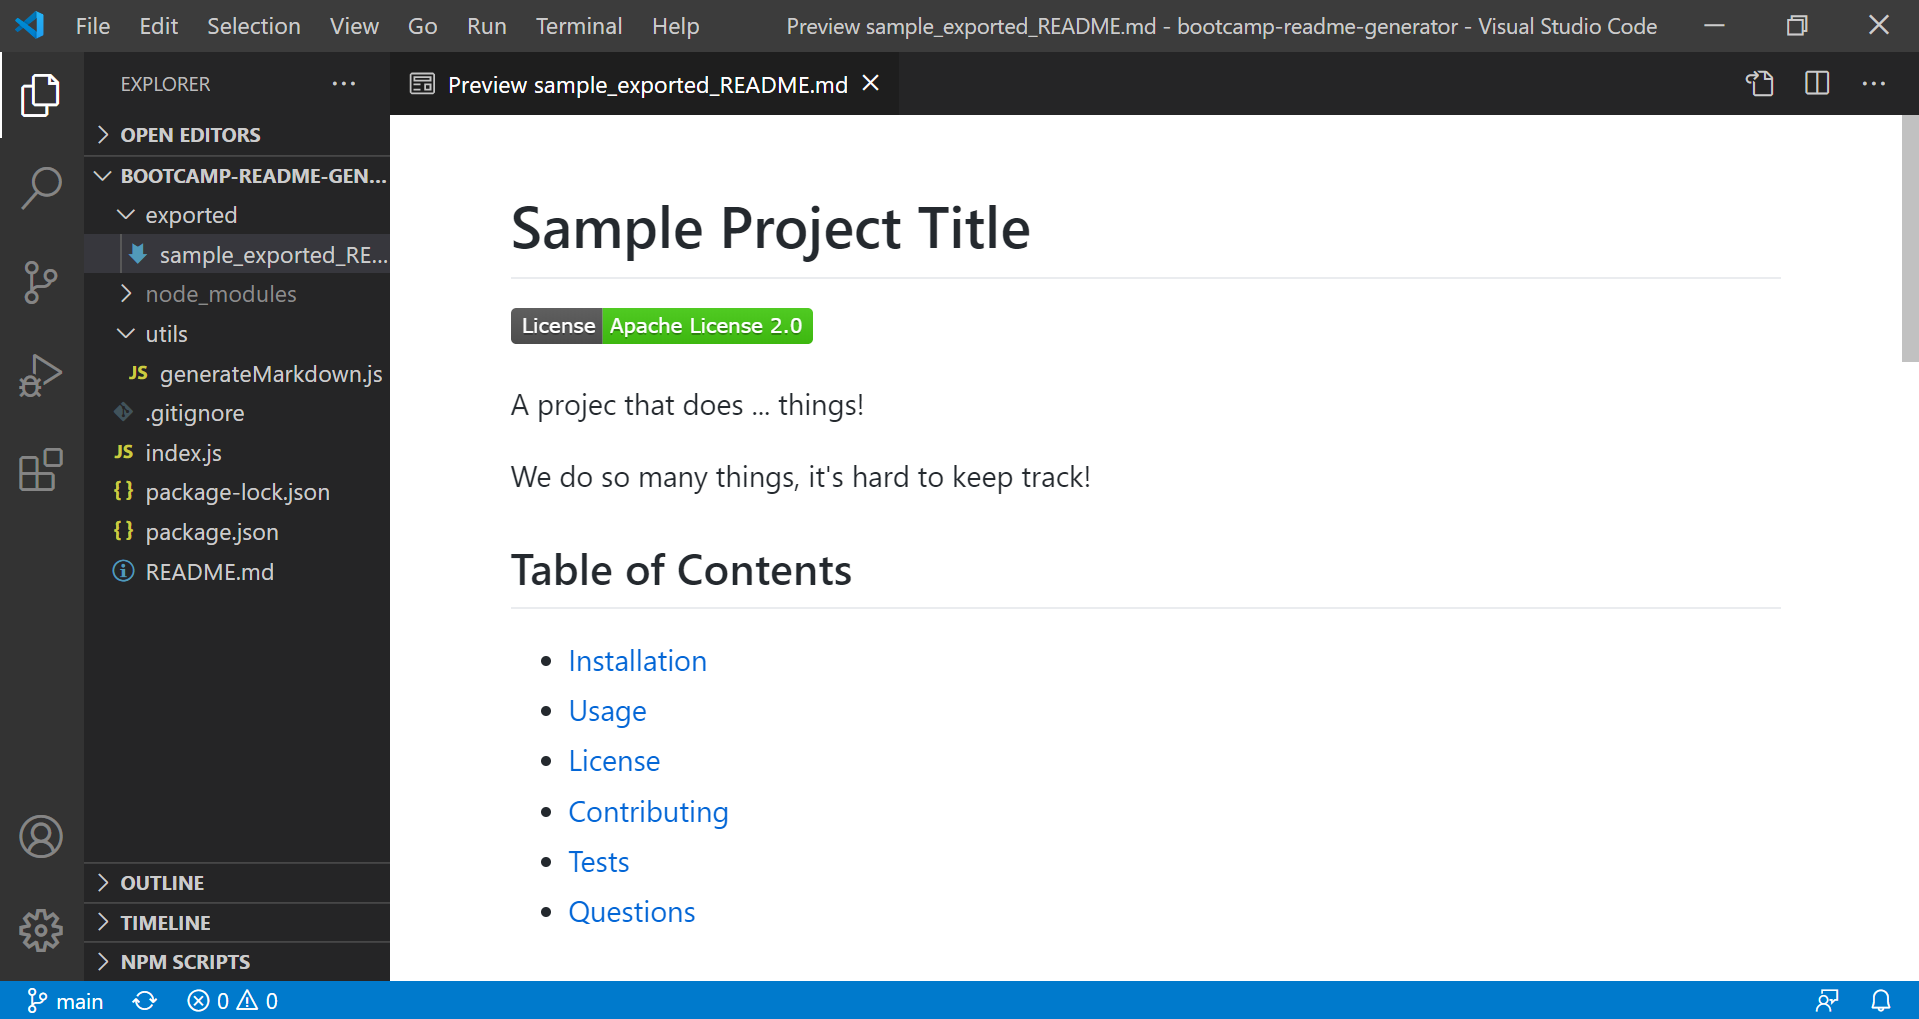 File Edit Selection View Go Run Terminal Help Preview sample_exported_README.md - bootcamp-readme-generator - Visual Studio Code
EXPLORER
Preview sample_exported_README.md
OPEN EDITORS
BOOTCAMP-README-GEN...
exported
sample_exported_RE...
node_modules
utils
JS generateMarkdown.js
.gitignore
JS index.js
{} package-lock.json
{} package.json
README.md
OUTLINE
TIMELINE
NPM SCRIPTS
Sample Project Title
License Apache License 2.0
A projec that does ... things!
We do so many things, it's hard to keep track!
Table of Contents
Installation
Usage
License
Contributing
Tests
Questions
main 0 0